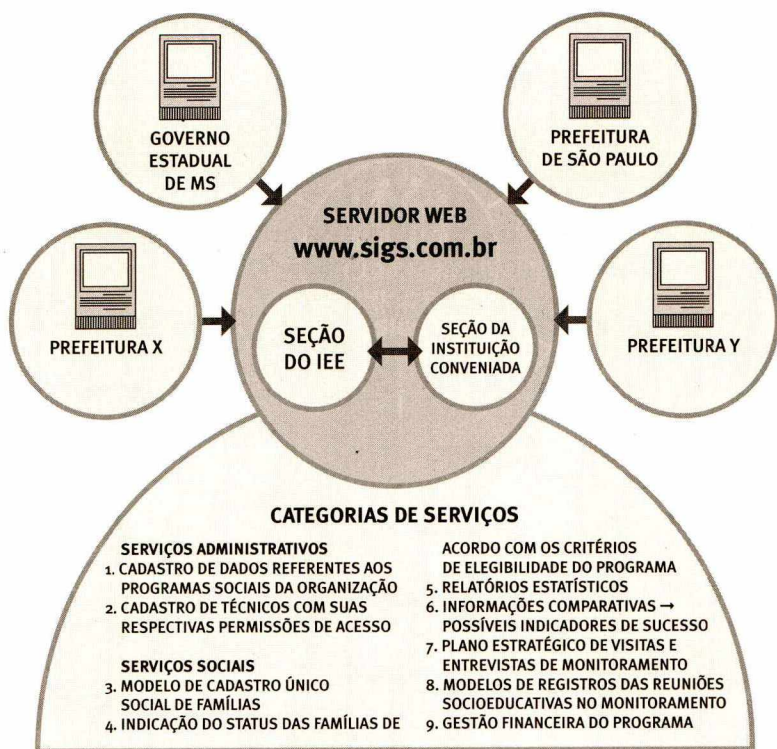 GOVERNO
ESTADUAL
DE MS
PREFEITURA
DE SÃO PAULO
SERVIDOR WEB
www.sigs.com.br
PREFEITURA X
SEÇÃO
DO IEE
SEÇÃO DA
INSTITUIÇÃO
CONVENIADA
PREFEITURA Y
CATEGORIAS DE SERVIÇOS
SERVIÇOS ADMINISTRATIVOS
1. CADASTRO DE DADOS REFERENTES AOS
PROGRAMAS SOCIAIS DA ORGANIZAÇÃO
2. CADASTRO DE TÉCNICOS COM SUAS
RESPECTIVAS PERMISSÕES DE ACESSO
SERVIÇOS SOCIAIS
3. MODELO DE CADASTRO ÚNICO
SOCIAL DE FAMÍLIAS
4. INDICAÇÃO DO STATUS DAS FAMÍLIAS DE
ACORDO COM OS CRITÉRIOS
DE ELEGIBILIDADE DO PROGRAMA
5. RELATÓRIOS ESTATÍSTICOS
6. INFORMAÇÕES COMPARATIVAS →
POSSÍVEIS INDICADORES DE SUCESSO
7. PLANO ESTRATÉGICO DE VISITAS E
ENTREVISTAS DE MONITORAMENTO
8. MODELOS DE REGISTROS DAS REUNIÕES
SOCIOEDUCATIVAS NO MONITORAMENTO
9. GESTÃO FINANCEIRA DO PROGRAMA